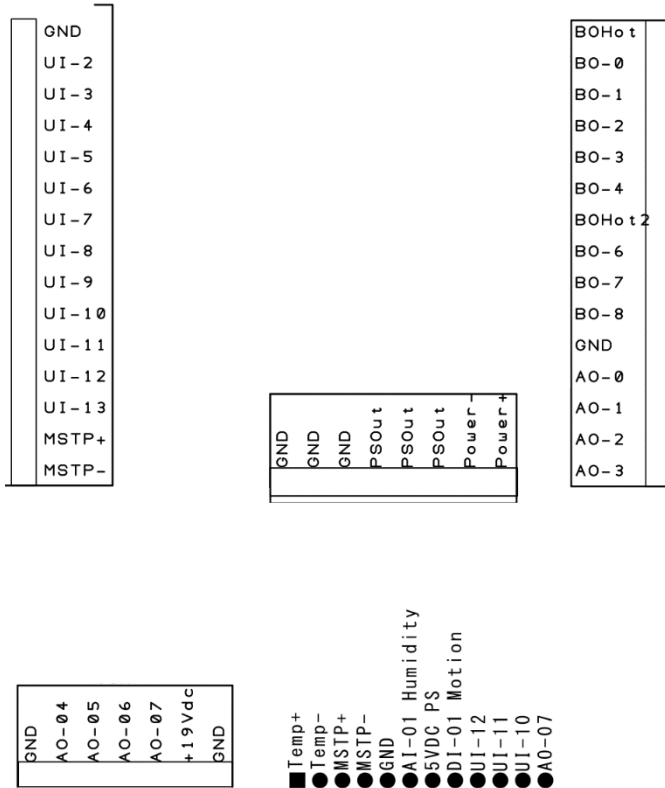 GND
UI-2
UI-3
UI-4
UI-5
UI-6
UI-7
UI-8
UI-9
UI-10
UI-11
UI-12
UI-13
MSTP+
MSTP-
GND
GND
GND
PSOut
PSOut
PSOut
Power-
Power+
BOHot
BO-0
BO-1
BO-2
BO-3
BO-4
BOHot2
BO-6
BO-7
BO-8
GND
AO-0
AO-1
AO-2
AO-3
GND
AO-04
AO-05
AO-06
AO-07
+19Vdc
GND
Temp+
Temp-
MSTP+
MSTP-
GND
AI-01 Humidity
5VDC PS
DI-01 Motion
UI-12
UI-11
UI-10
AO-07